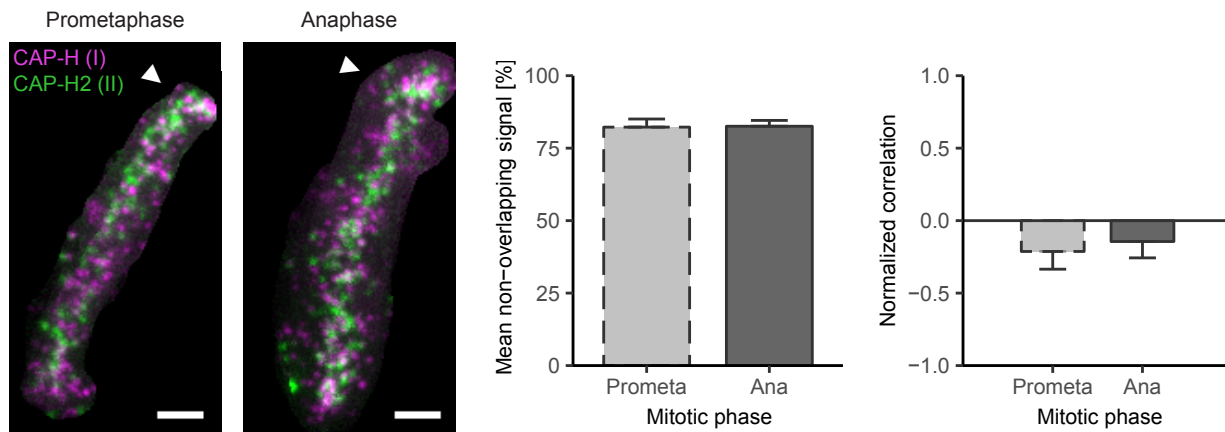 Prometaphase
Anaphase
CAP-H (I)
CAP-H2 (II)
Mean non−overlapping signal [%]
100
75
50
25
0
Prometa
Ana
Mitotic phase
Normalized correlation
1.0
0.5
0.0
−0.5
−1.0
Prometa
Ana
Mitotic phase